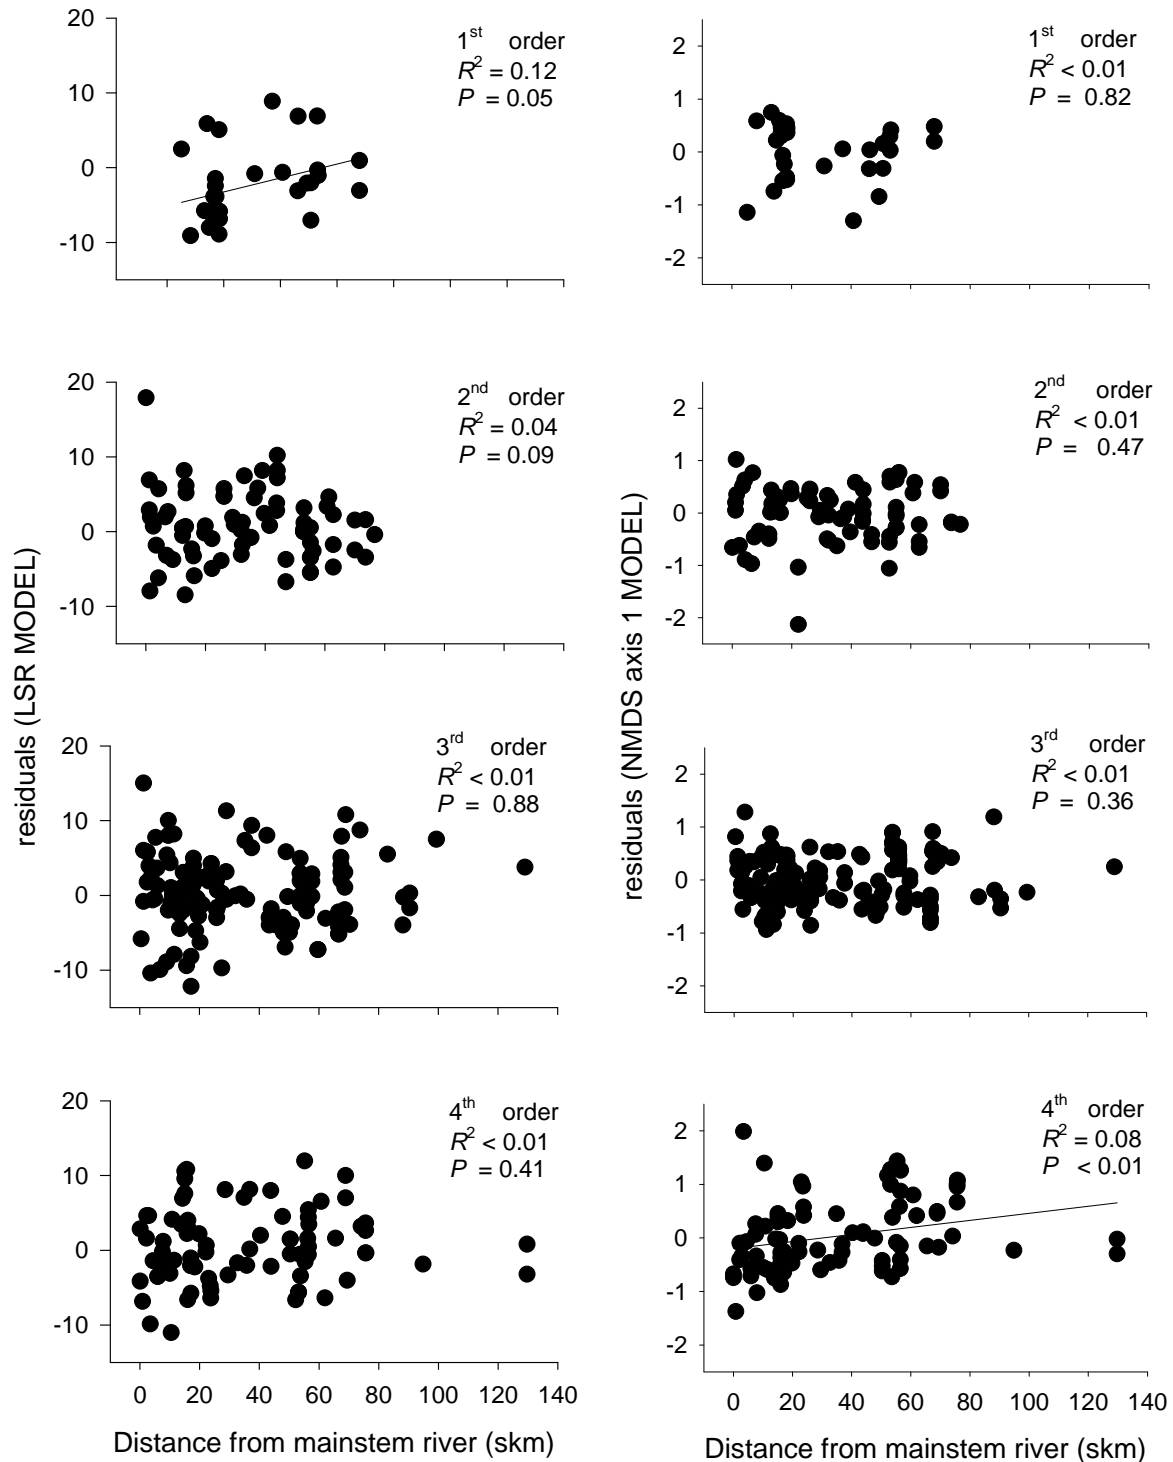 residuals (LSR MODEL)
20
10
0
-10
1st order
R2 = 0.12
P = 0.05
20
10
0
-10
2nd order
R2 = 0.04
P = 0.09
20
10
0
-10
3rd order
R2 < 0.01
P = 0.88
20
10
0
-10
4th order
R2 < 0.01
P = 0.41
0 20 40 60 80 100 120 140
Distance from mainstem river (skm)
residuals (NMDS axis 1 MODEL)
2
1
0
-1
-2
1st order
R2 < 0.01
P = 0.82
2
1
0
-1
-2
2nd order
R2 < 0.01
P = 0.47
2
1
0
-1
-2
3rd order
R2 < 0.01
P = 0.36
2
1
0
-1
-2
4th order
R2 = 0.08
P < 0.01
0 20 40 60 80 100 120 140
Distance from mainstem river (skm)